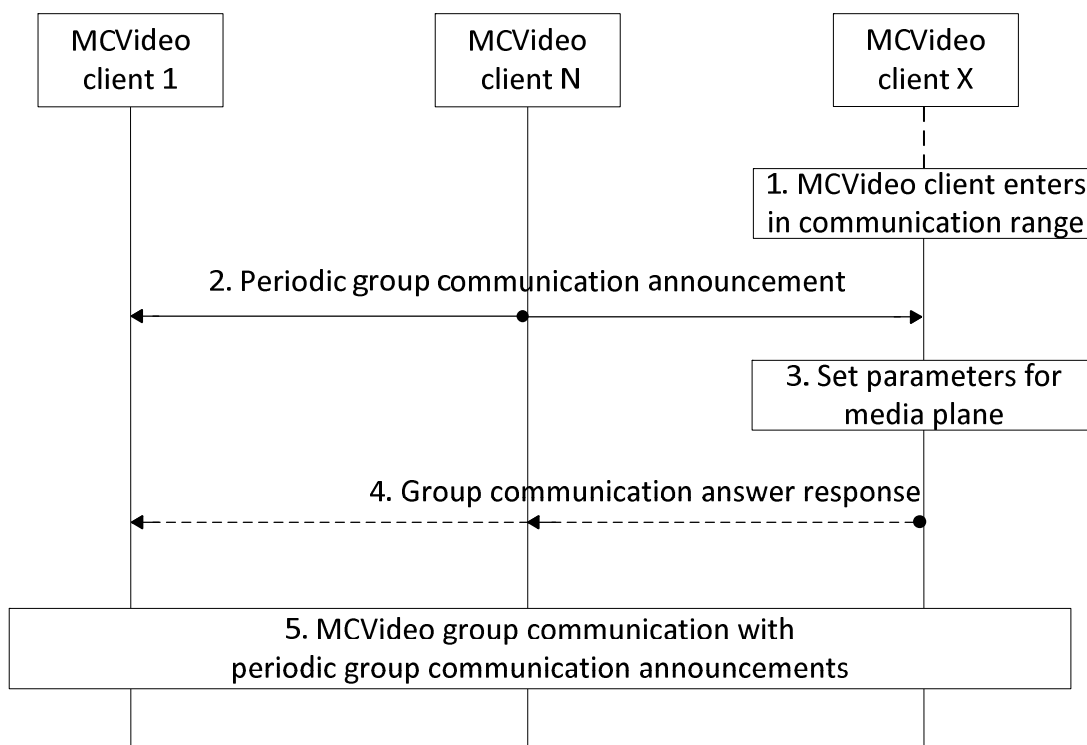 MCVideo
client 1
MCVideo
client N
MCVideo
client X
1. MCVideo client enters
in communication range
2. Periodic group communication announcement
3. Set parameters for
media plane
4. Group communication answer response
5. MCVideo group communication with
periodic group communication announcements